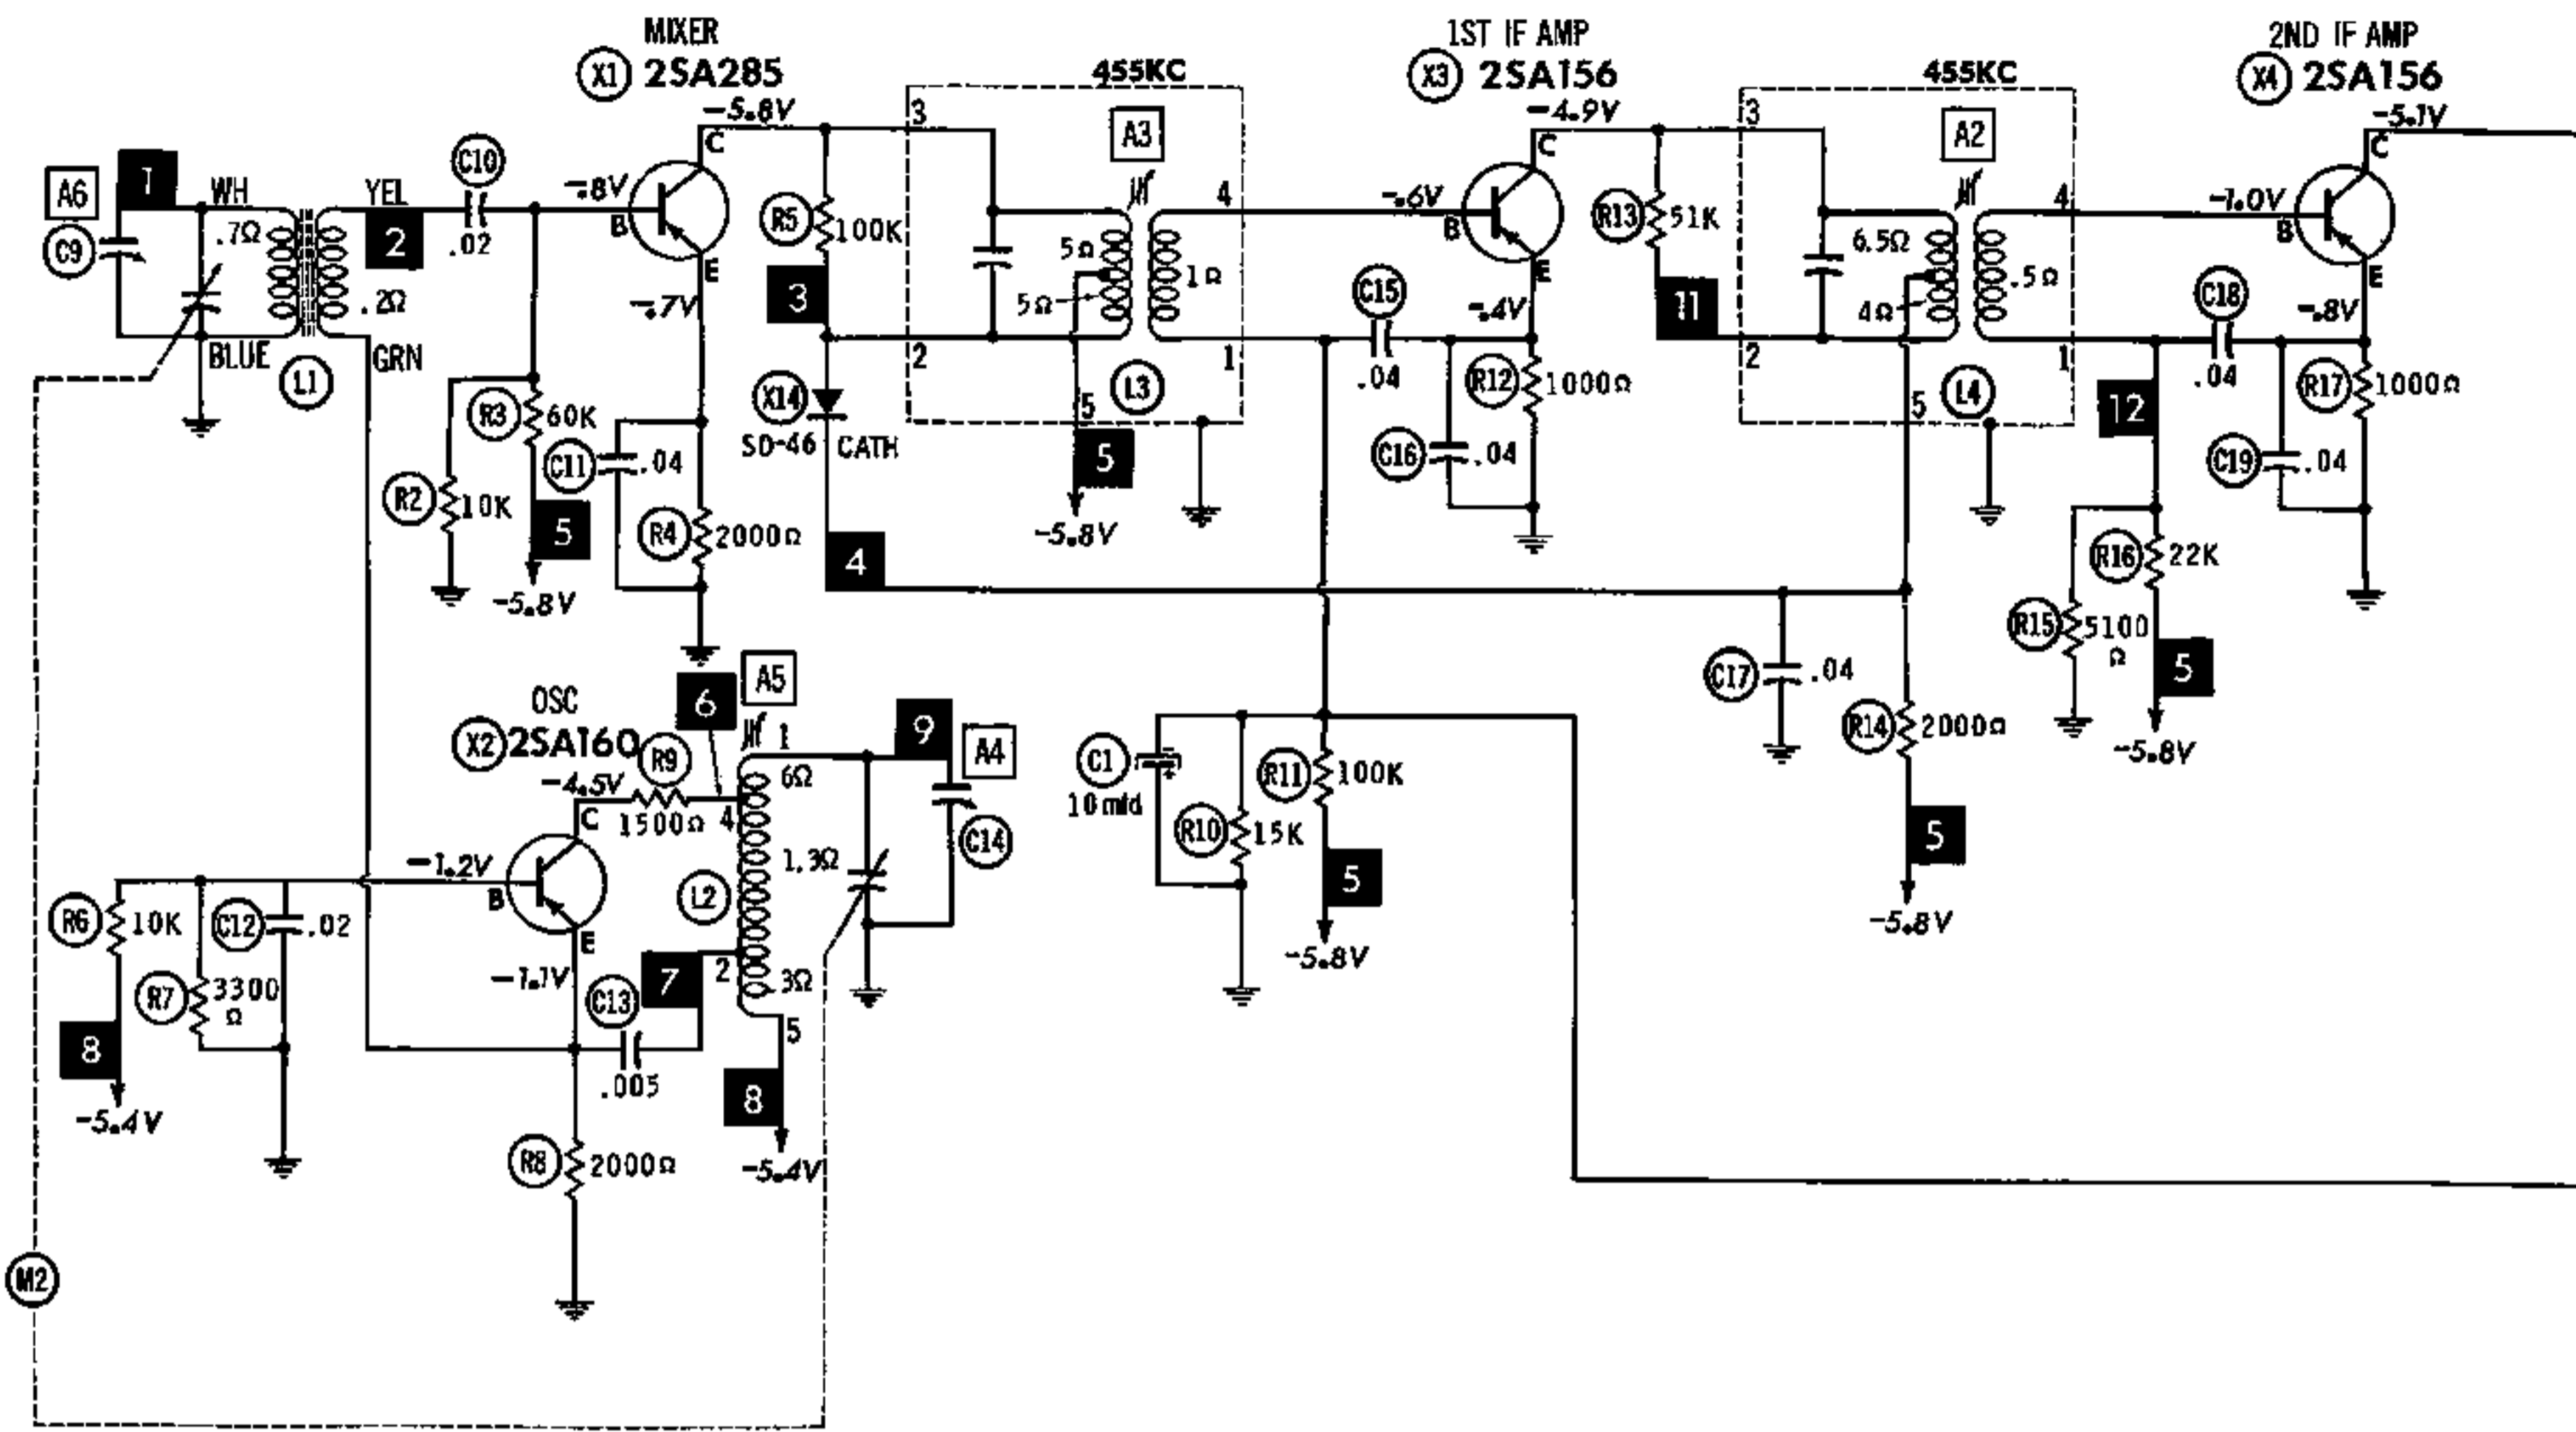 MIXER
X1 2SA285
1ST IF AMP
X3 2SA156
2ND IF AMP
X4 2SA156
455KC
455KC
-5.8V
C
3
A3
-4.9V
C
3
A2
-5.1V
C
A6
1
WH
YEL
C10
-.8V
B
R5
100K
4
-.6V
B
R13
51K
4
-1.0V
B
C9
.7Ω
2
.02
.2Ω
E
-.7V
3
5Ω
5Ω
1Ω
C15
E
-.4V
11
6.5Ω
4Ω
.5Ω
C18
E
-.8V
BLUE
GRN
L1
2
1
.04
R12
1000Ω
2
1
.04
R17
1000Ω
X14
SD-46
CATH
5
L3
5
L4
12
R3
60K
C11
.04
5
C16
.04
C19
.04
R2
10K
5
R4
2000Ω
-5.8V
-5.8V
4
R16
22K
R15
5100
Ω
5
-5.8V
C17
.04
R14
2000Ω
5
-5.8V
OSC
X2 2SA160
6
A5
R9
-4.5V
C
1500Ω
4
1
6Ω
9
A4
C14
1.3Ω
L2
C1
10mfd
R10
15K
R11
100K
5
-5.8V
R6
10K
C12
.02
-1.2V
B
E
-1.1V
R7
3300
Ω
C13
7
2
.3Ω
5
.005
8
-5.4V
8
-5.4V
R8
2000Ω
M2